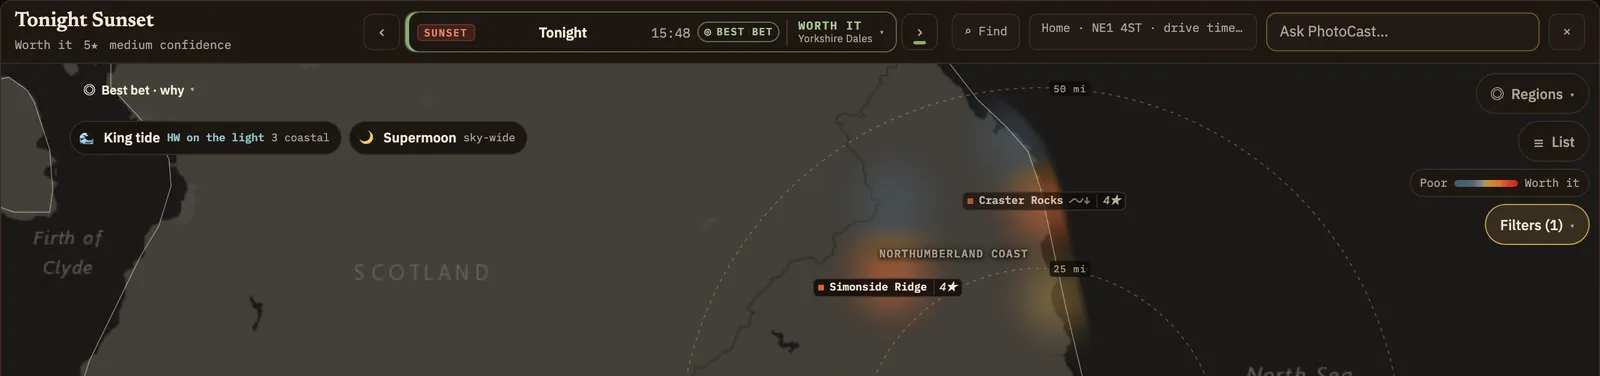 Tonight Sunset
Worth it 5★ medium confidence
‹
SUNSET
Tonight
15:48
◎ BEST BET
WORTH IT
Yorkshire Dales ▾
›
⌕ Find
Home · NE1 4ST · drive time…
Ask PhotoCast…
×
◎ Best bet · why ▾
King tide HW on the light 3 coastal
Supermoon sky-wide
50 mi
◎ Regions ▾
≡ List
Poor Worth it
Craster Rocks 4★
Filters (1) ▾
Firth of
Clyde
SCOTLAND
NORTHUMBERLAND COAST
25 mi
Simonside Ridge 4★
North Sea